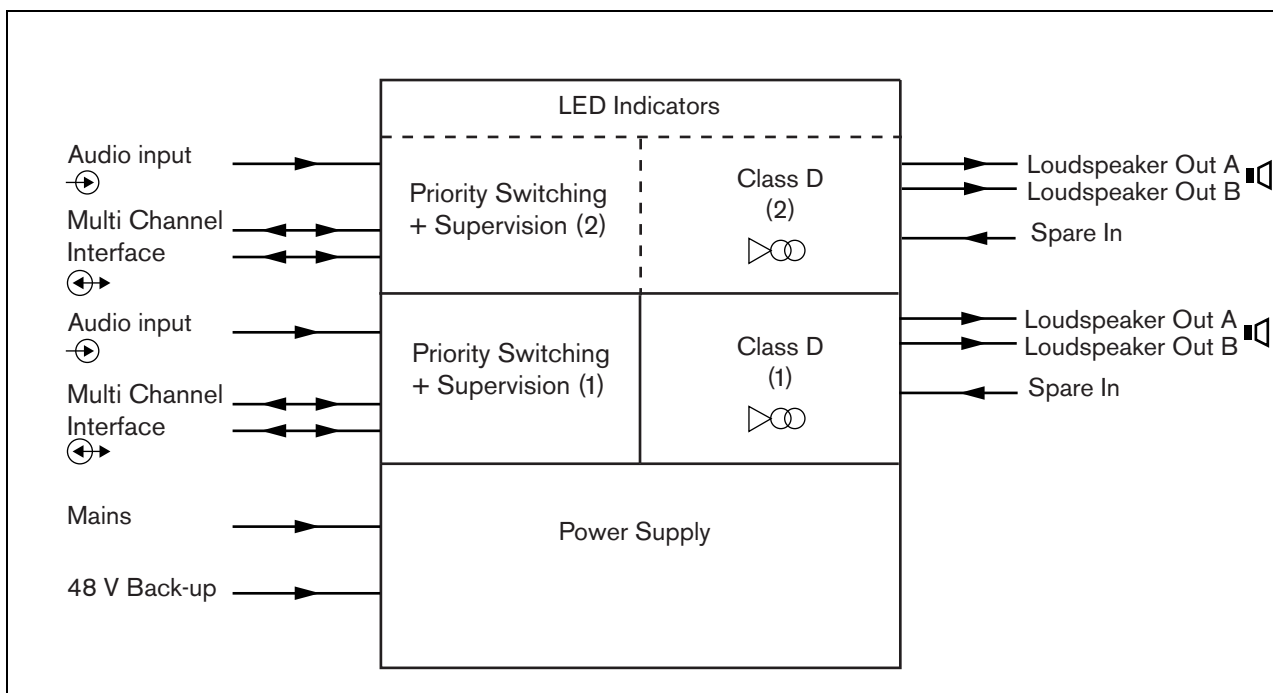 LED Indicators
Audio input
Multi Channel
Interface
Priority Switching
+ Supervision (2)
Class D
(2)
Loudspeaker Out A
Loudspeaker Out B
Spare In
Audio input
Multi Channel
Interface
Priority Switching
+ Supervision (1)
Class D
(1)
Loudspeaker Out A
Loudspeaker Out B
Spare In
Mains
48 V Back-up
Power Supply